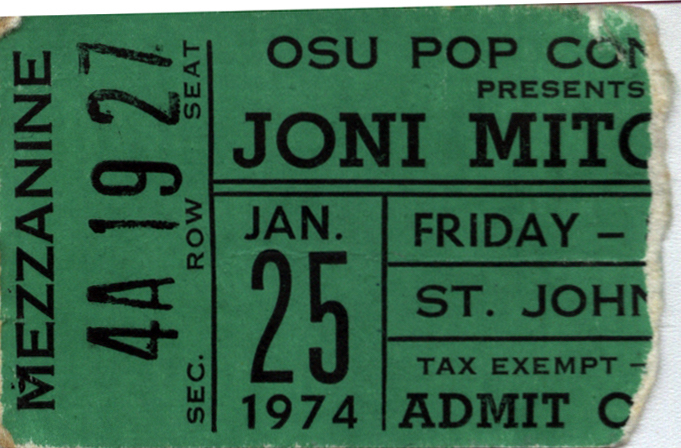 MEZZANINE
4A 19 27
SEC. ROW SEAT
OSU POP CON
PRESENTS
JONI MITC
JAN.
25
1974
FRIDAY –
ST. JOHN
TAX EXEMPT –
ADMIT O